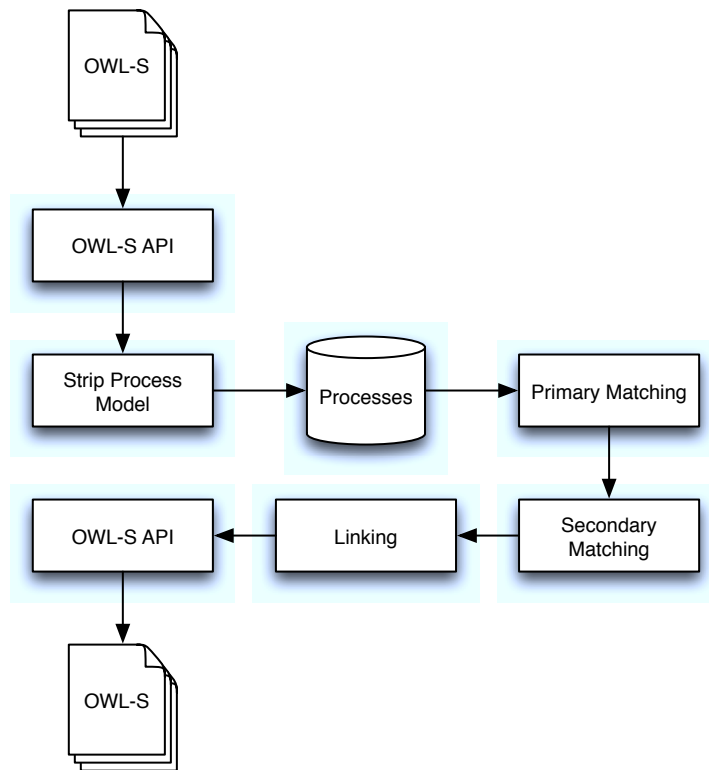 OWL-S
OWL-S API
Strip Process
Model
Processes
Primary Matching
OWL-S API
Linking
Secondary
Matching
OWL-S